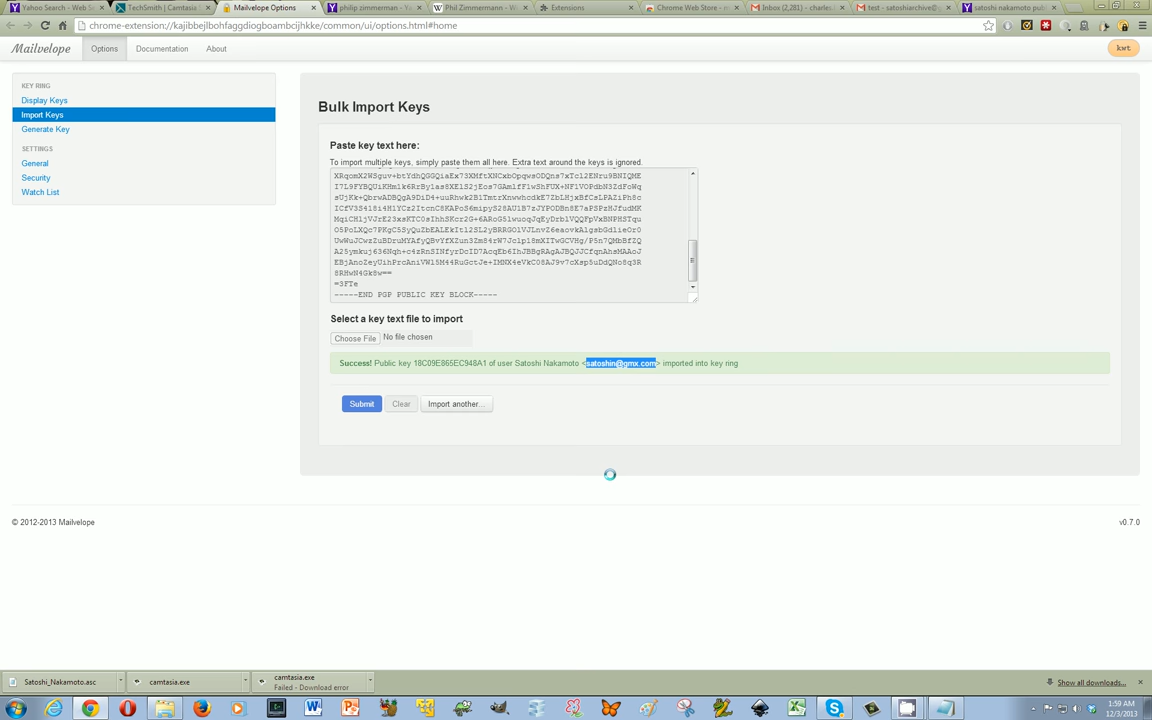 Yahoo Search - Web S
TechSmith | Camtasia
Mailvelope Options
philip zimmerman
Phil Zimmermann - W
Extensions
Chrome Web Store - m
Inbox (2,281) - charles.
test - satoshiarchive@g
satoshi nakamoto pub
chrome-extension://kajibbejlbohfaggdiogboambcijhkke/common/ui/options.html#home
Mailvelope
Options
Documentation
About
kwt
KEY RING
Display Keys
Import Keys
Generate Key
SETTINGS
General
Security
Watch List
Bulk Import Keys
Paste key text here:
To import multiple keys, simply paste them all here. Extra text around the keys is ignored.
8RHwN4Gk8w==
=3FTe
-----END PGP PUBLIC KEY BLOCK-----
Select a key text file to import
Choose File No file chosen
Success! Public key 18C09E865EC948A1 of user Satoshi Nakamoto <satoshin@gmx.com> imported into key ring
Submit
Clear
Import another...
© 2012-2013 Mailvelope
v0.7.0
Satoshi_Nakamoto.asc
camtasia.exe
camtasia.exe
Failed - Download error
Show all downloads...
1:59 AM
12/3/2013